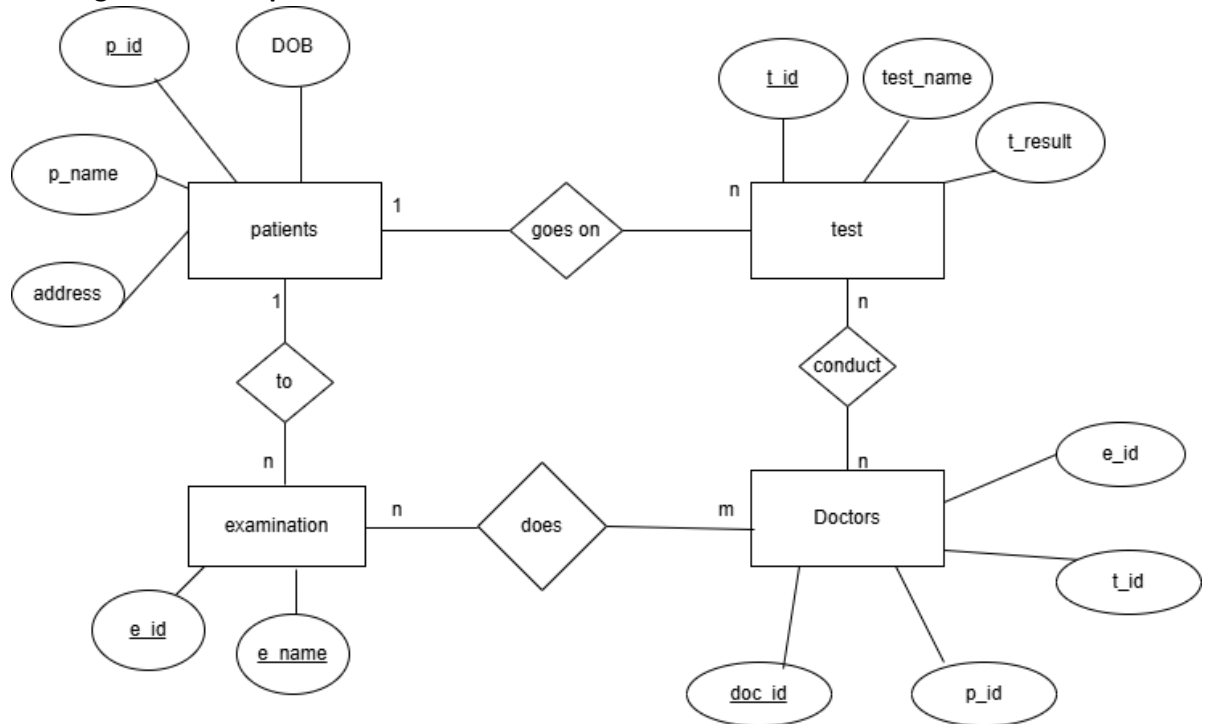 p_id
DOB
t_id
test_name
t_result
p_name
patients
1
goes on
n
test
address
1
n
to
conduct
n
n
e_id
examination
n
does
m
Doctors
t_id
e_id
e_name
doc_id
p_id